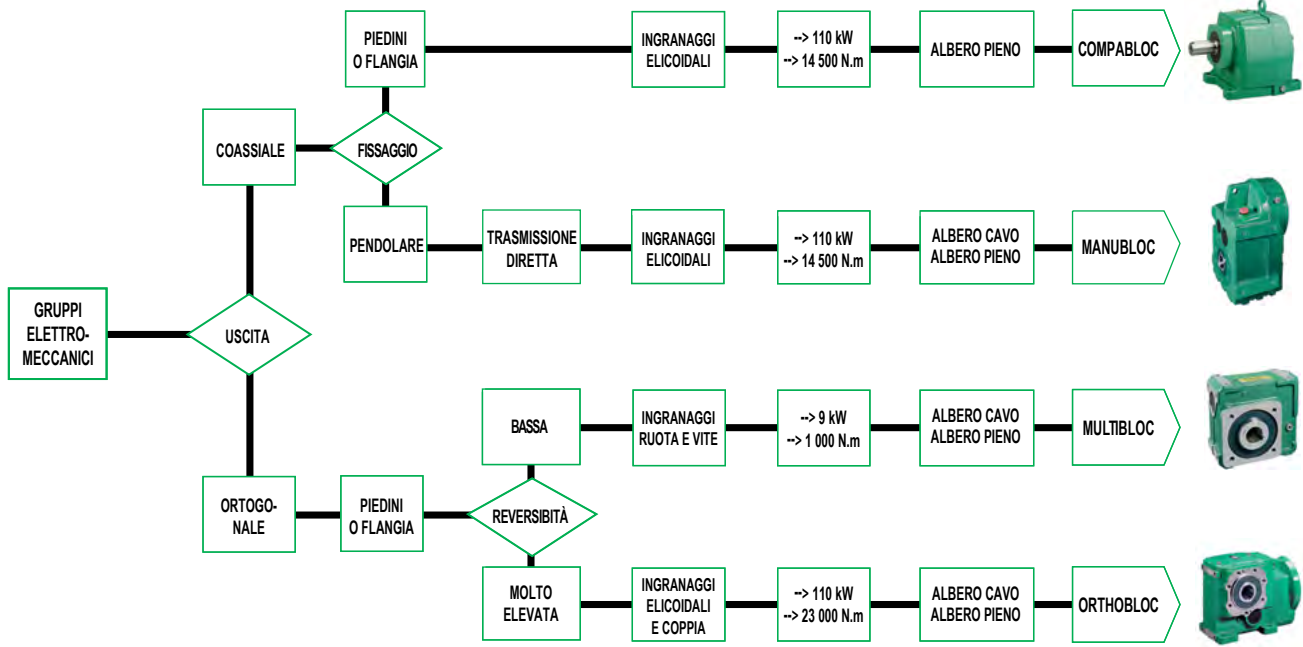 PIEDINI
O FLANGIA
INGRANAGGI
ELICOIDALI
--> 110 kW
--> 14 500 N.m
ALBERO PIENO
COMPABLOC
COASSIALE
FISSAGGIO
PENDOLARE
TRASMISSIONE
DIRETTA
INGRANAGGI
ELICOIDALI
--> 110 kW
--> 14 500 N.m
ALBERO CAVO
ALBERO PIENO
MANUBLOC
GRUPPI
ELETTRO-
MECCANICI
USCITA
BASSA
INGRANAGGI
RUOTA E VITE
--> 9 kW
--> 1 000 N.m
ALBERO CAVO
ALBERO PIENO
MULTIBLOC
ORTOGO-
NALE
PIEDINI
O FLANGIA
REVERSIBITÀ
MOLTO
ELEVATA
INGRANAGGI
ELICOIDALI
E COPPIA
--> 110 kW
--> 23 000 N.m
ALBERO CAVO
ALBERO PIENO
ORTHOBLOC